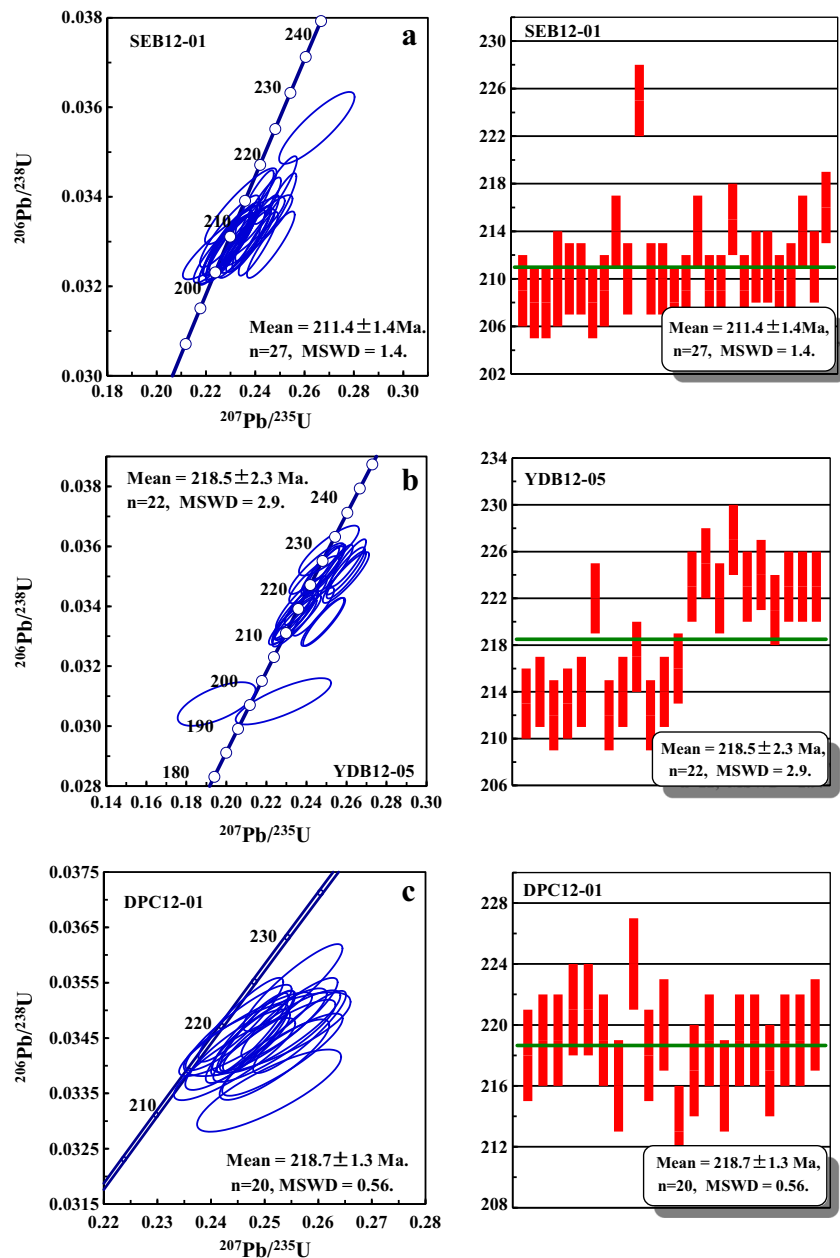 SEB12-01
a
0.038
0.036
0.034
0.032
0.030
240
230
220
210
200
206Pb/238U
Mean = 211.4±1.4Ma.
n=27, MSWD = 1.4.
0.20 0.22 0.24 0.26 0.28 0.30
207Pb/235U
SEB12-01
232
230
226
222
218
214
210
206
202
Mean = 211.4±1.4Ma,
n=27, MSWD = 1.4.
b
Mean = 218.5±2.3 Ma.
n=22, MSWD = 2.9.
0.038
0.036
0.034
0.032
0.030
0.028
240
230
220
210
200
190
180
206Pb/238U
YDB12-05
0.14 0.18 0.20 0.22 0.26 0.30
207Pb/235U
YDB12-05
234
230
226
222
218
214
210
206
Mean = 218.5±2.3 Ma,
n=22, MSWD = 2.9.
c
DPC12-01
0.0375
0.0365
0.0355
0.0345
0.0335
0.0325
0.0315
230
220
210
206Pb/238U
Mean = 218.7±1.3 Ma.
n=20, MSWD = 0.56.
0.22 0.23 0.24 0.25 0.26 0.27 0.28
207Pb/235U
DPC12-01
228
224
220
216
212
208
Mean = 218.7±1.3 Ma,
n=20, MSWD = 0.56.